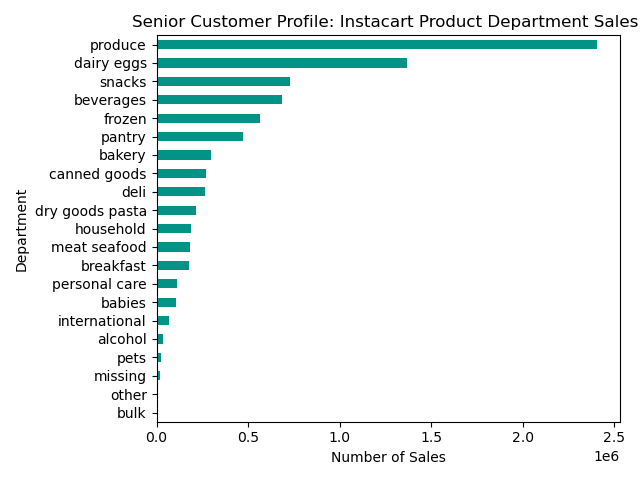 Senior Customer Profile: Instacart Product Department Sales
produce
dairy eggs
snacks
beverages
frozen
pantry
bakery
canned goods
deli
dry goods pasta
household
meat seafood
breakfast
personal care
babies
international
alcohol
pets
missing
other
bulk
Department
0.0 0.5 1.0 1.5 2.0 2.5
1e6
Number of Sales